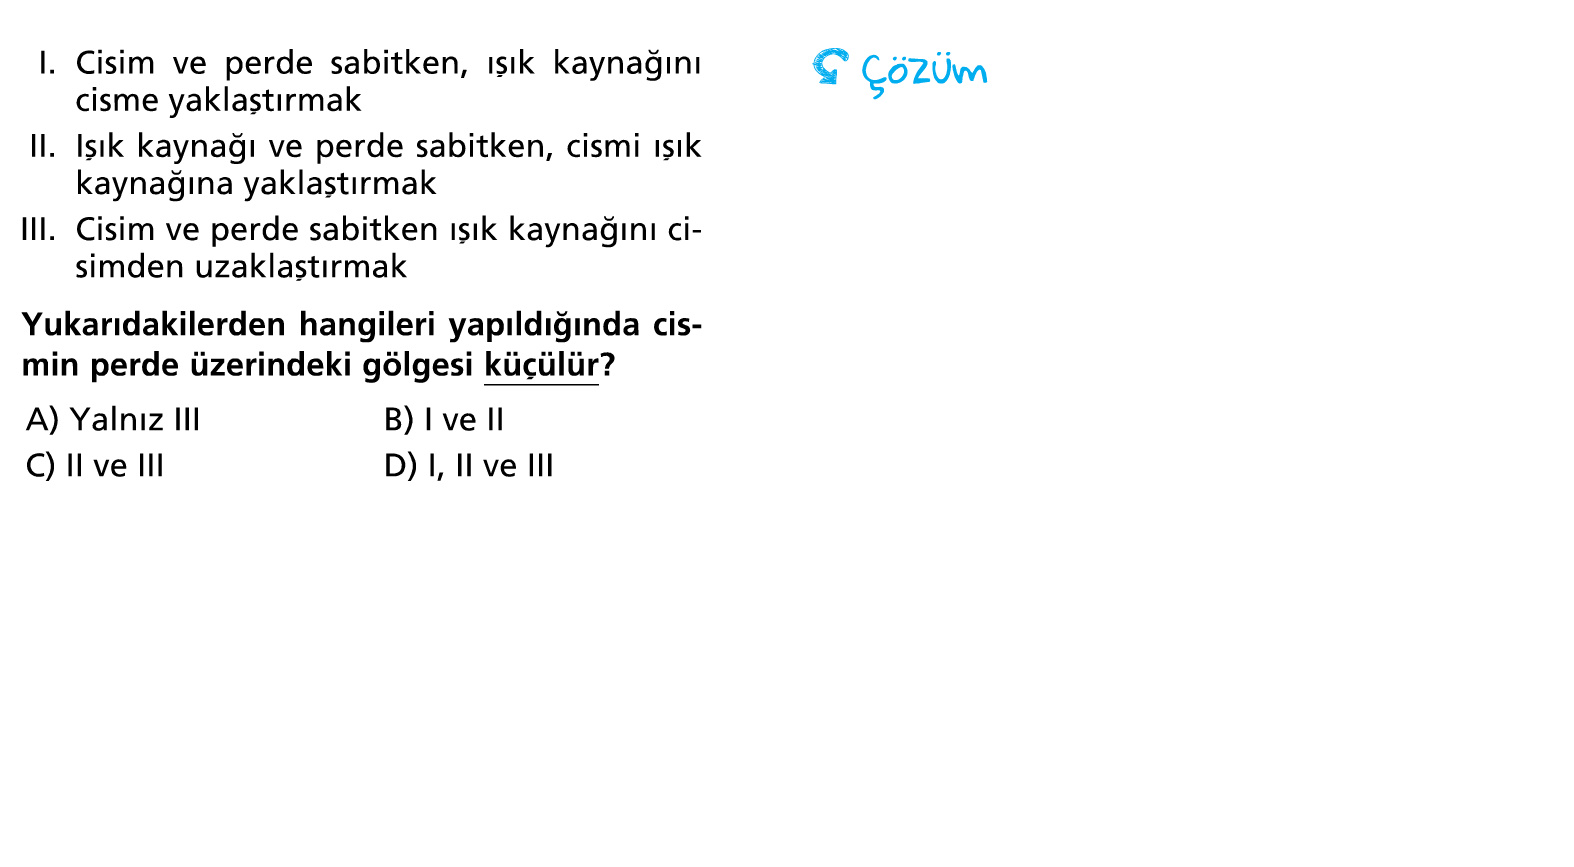 I. Cisim ve perde sabitken, ışık kaynağını
cisme yaklaştırmak
II. Işık kaynağı ve perde sabitken, cismi ışık
kaynağına yaklaştırmak
III. Cisim ve perde sabitken ışık kaynağını ci-
simden uzaklaştırmak
Yukarıdakilerden hangileri yapıldığında cis-
min perde üzerindeki gölgesi küçülür?
A) Yalnız III B) I ve II
C) II ve III D) I, II ve III
Çözüm